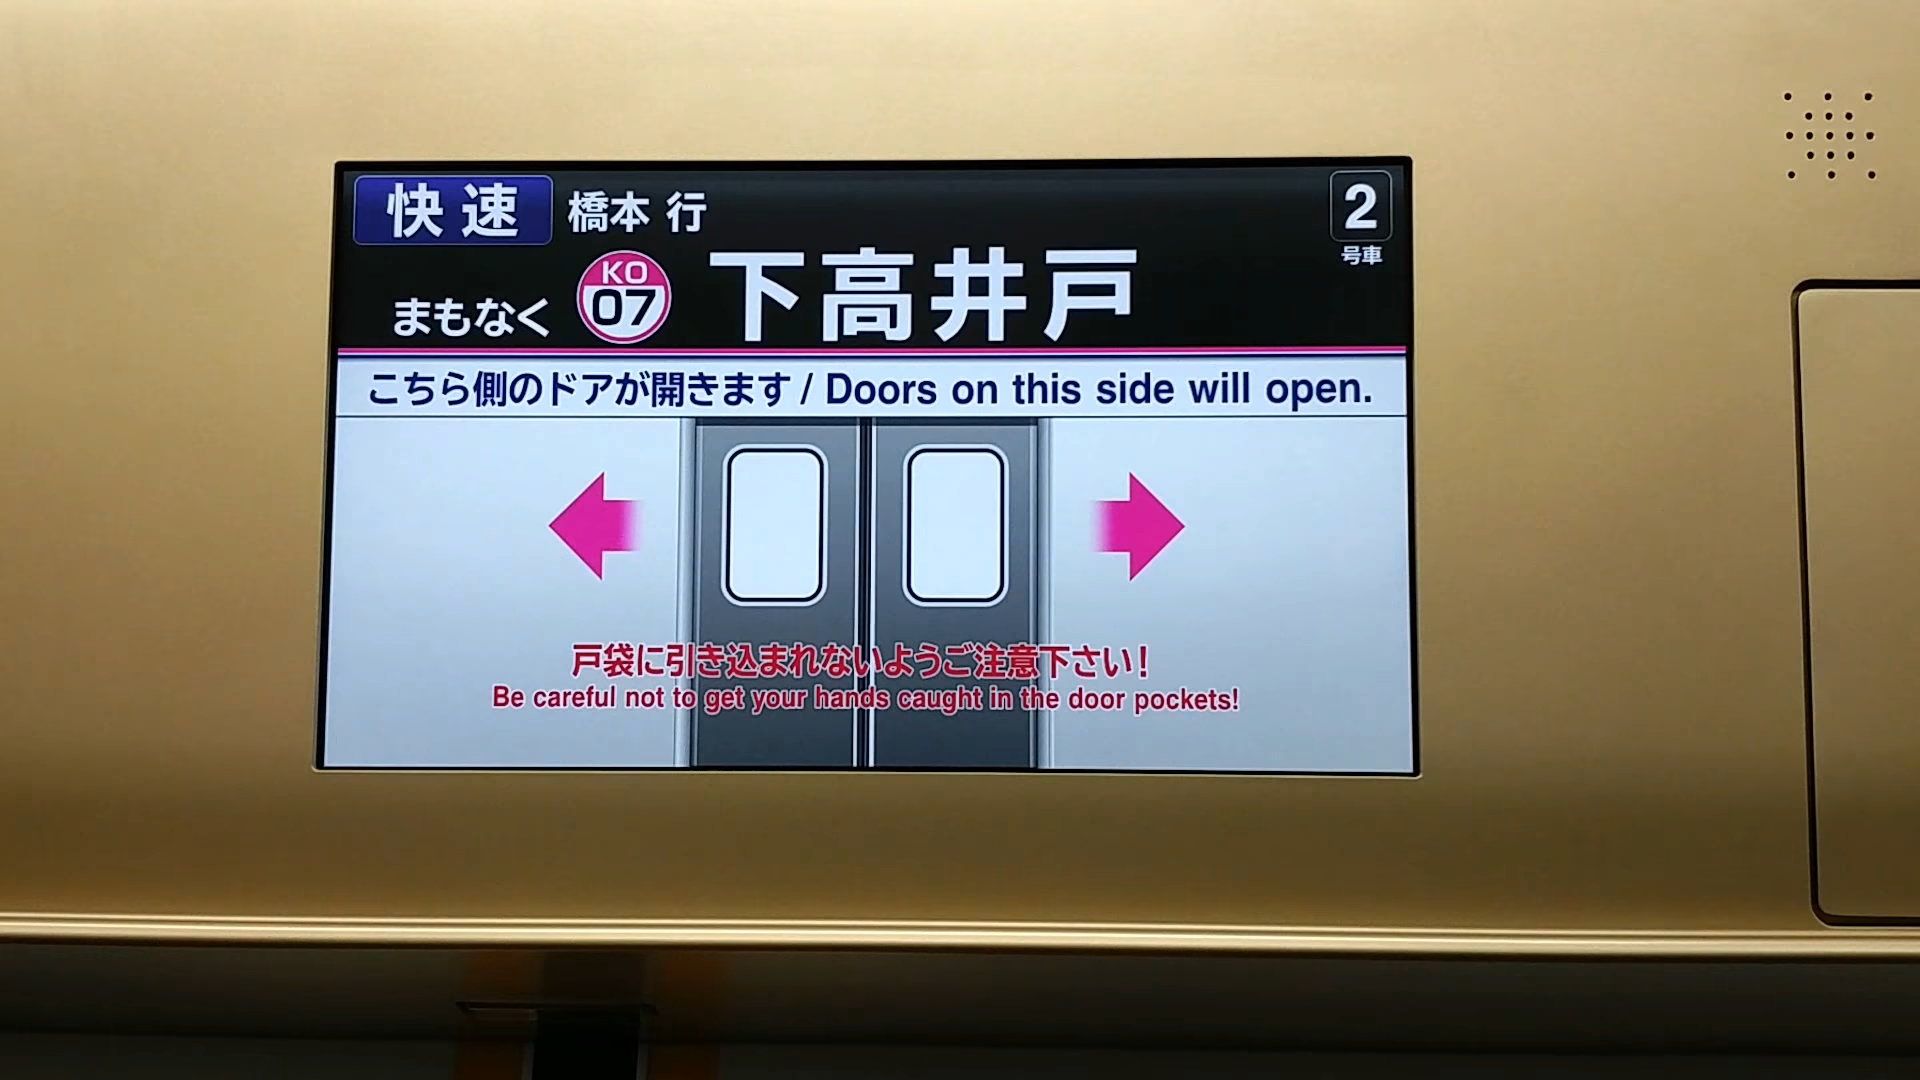 快速 橋本 行
2
号車
まもなく KO 07 下高井戸
こちら側のドアが開きます / Doors on this side will open.
戸袋に引き込まれないようご注意下さい!
Be careful not to get your hands caught in the door pockets!